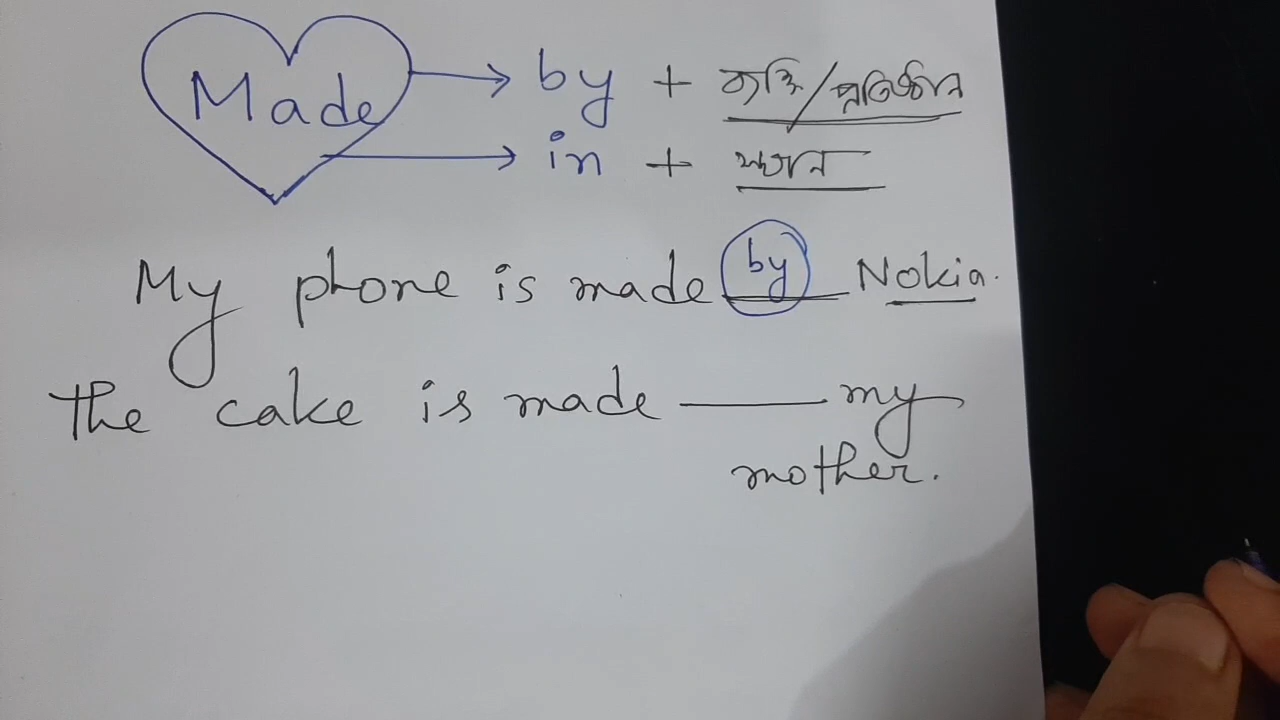 Made by + ব্যক্তি/প্রতিষ্ঠান
in + স্থান
My phone is made by Nokia.
the cake is made ____ my
mother.